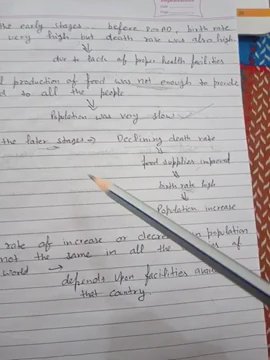 the early stages before 1000 AD, birth rate
very high but death rate was also high.
due to lack of proper health facilities
production of food was not enough to provide
to all the people
Population was very slow
the later stages → Declining death rate
food supplies improved
birth rate high
Population increase
rate of increase or population
not the same in all the of
world →
depends upon facilities
that country